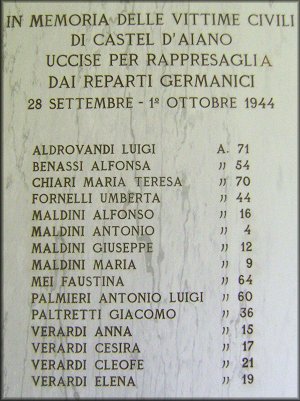 IN MEMORIA DELLE VITTIME CIVILI
DI CASTEL D'AIANO
UCCISE PER RAPPRESAGLIA
DAI REPARTI GERMANICI
28 SETTEMBRE - 1º OTTOBRE 1944
ALDROVANDI LUIGI A. 71
BENASSI ALFONSA " 54
CHIARI MARIA TERESA " 70
FORNELLI UMBERTA " 44
MALDINI ALFONSO " 16
MALDINI ANTONIO " 4
MALDINI GIUSEPPE " 12
MALDINI MARIA " 9
MEI FAUSTINA " 64
PALMIERI ANTONIO LUIGI " 60
PALTRETTI GIACOMO " 36
VERARDI ANNA " 15
VERARDI CESIRA " 17
VERARDI CLEOFE " 21
VERARDI ELENA " 19